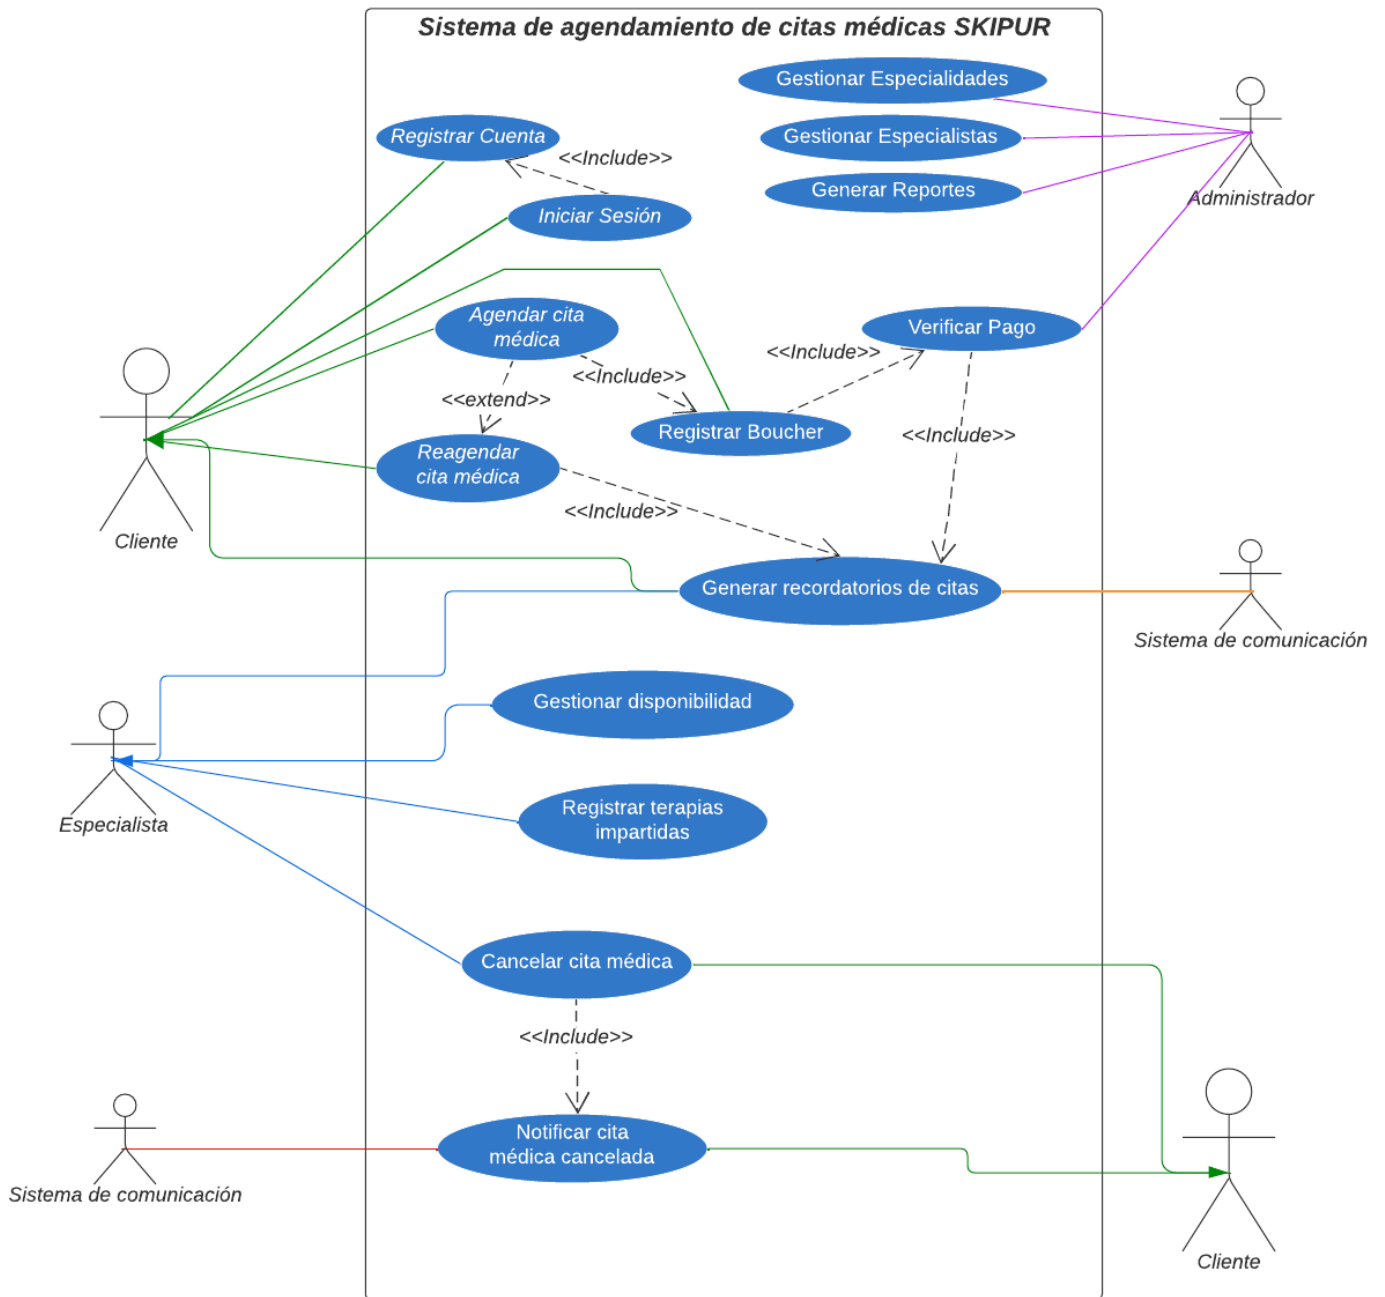 Sistema de agendamiento de citas médicas SKIPUR
Gestionar Especialidades
Registrar Cuenta
Gestionar Especialistas
<<Include>>
Generar Reportes
Administrador
Iniciar Sesión
Agendar cita
médica
Verificar Pago
<<Include>>
<<Include>>
<<extend>>
Registrar Boucher
<<Include>>
Reagendar
cita médica
<<Include>>
Cliente
Generar recordatorios de citas
Sistema de comunicación
Gestionar disponibilidad
Registrar terapias
impartidas
Especialista
Cancelar cita médica
<<Include>>
Notificar cita
médica cancelada
Sistema de comunicación
Cliente